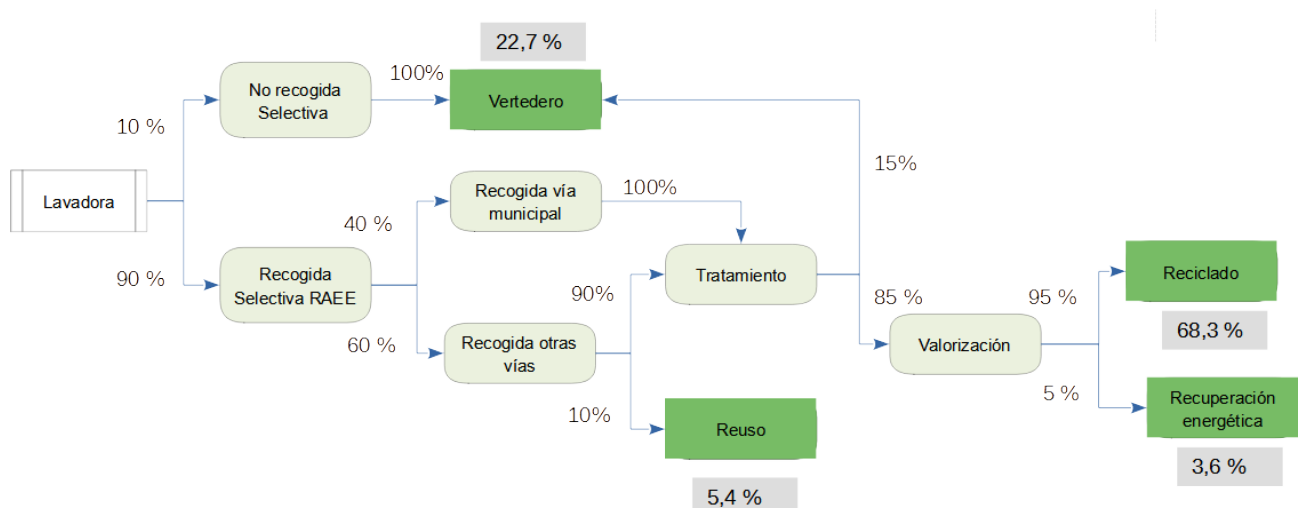 22,7 %
No recogida
Selectiva
100%
Vertedero
10 %
15%
Lavadora
Recogida vía
municipal
100%
40 %
Reciclado
90 %
Recogida
Selectiva RAEE
Tratamiento
90%
85 %
95 %
68,3 %
60 %
Recogida otras
vías
Valorización
5 %
Recuperación
energética
10%
Reuso
3,6 %
5,4 %